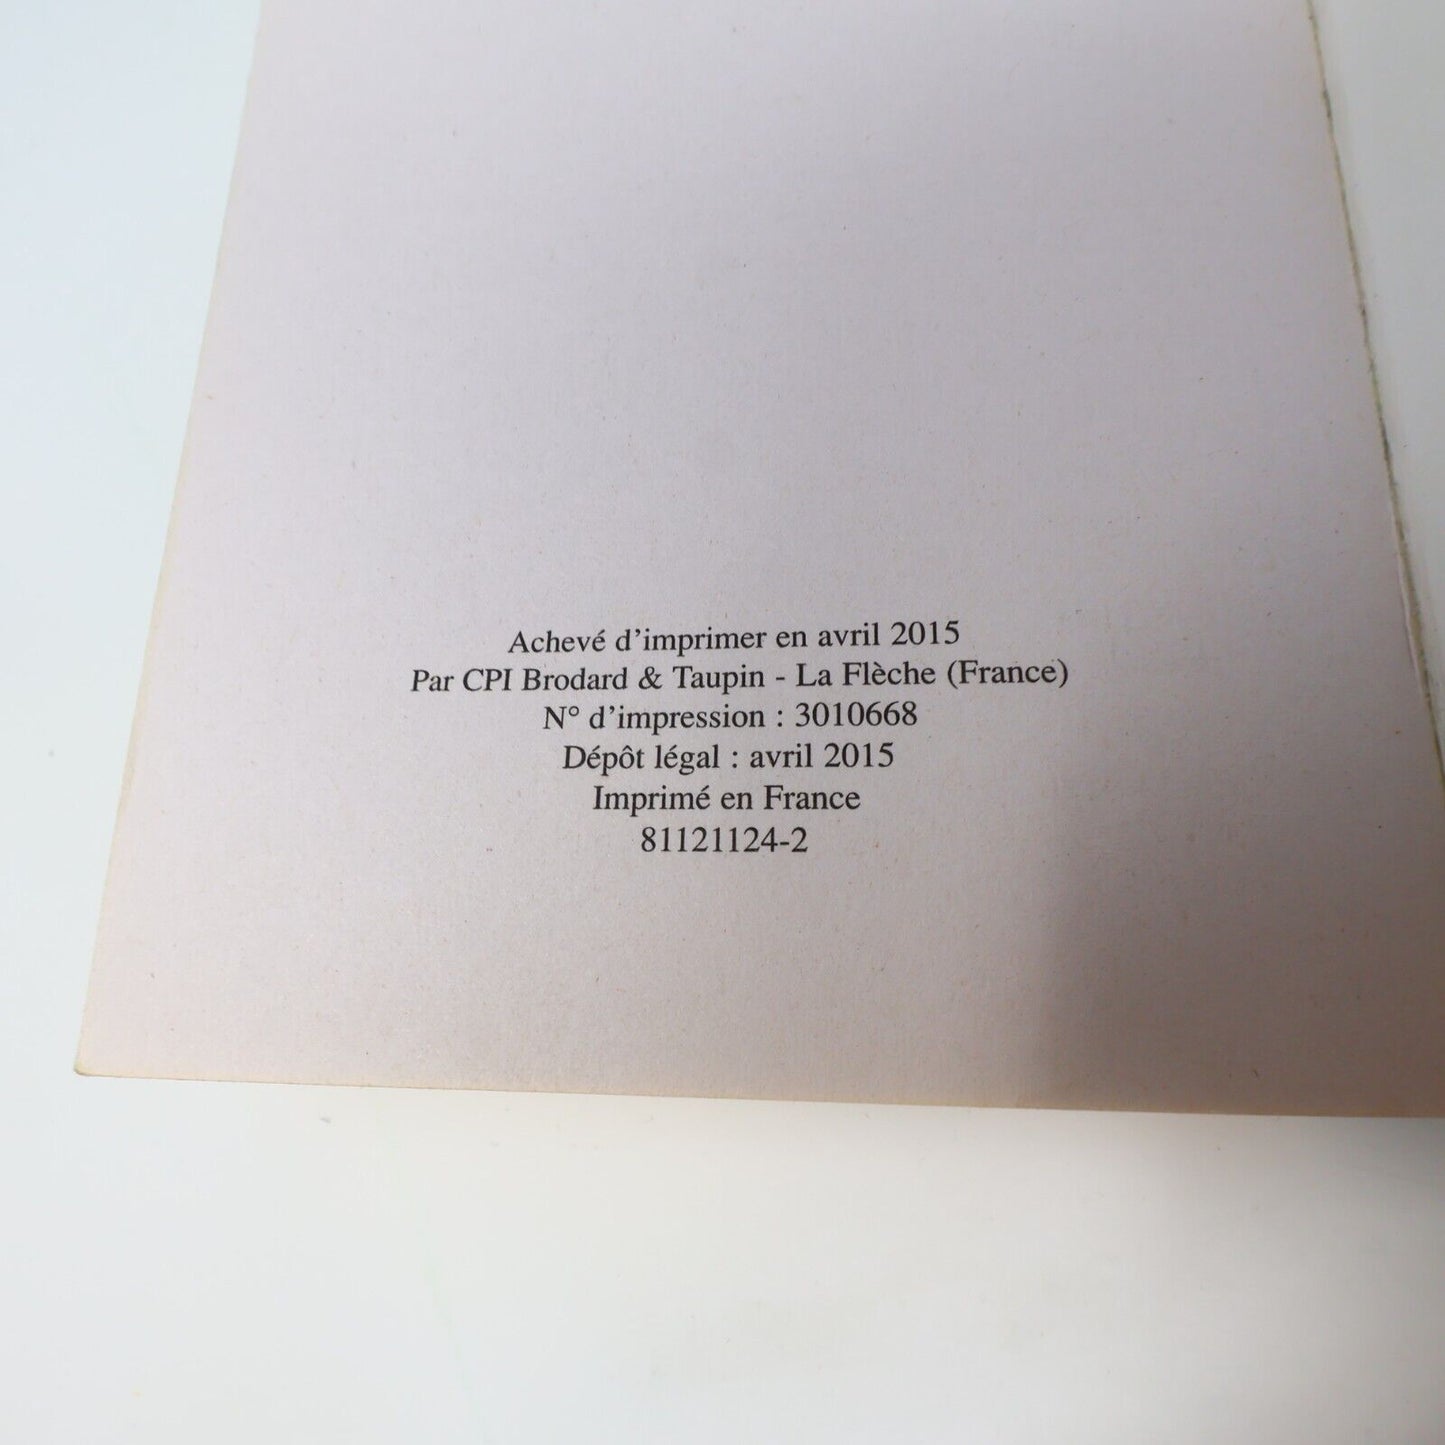 Achevé d'imprimer en avril 2015
Par CPI Brodard & Taupin - La Flèche (France)
N° d'impression : 3010668
Dépôt légal : avril 2015
Imprimé en France
81121124-2